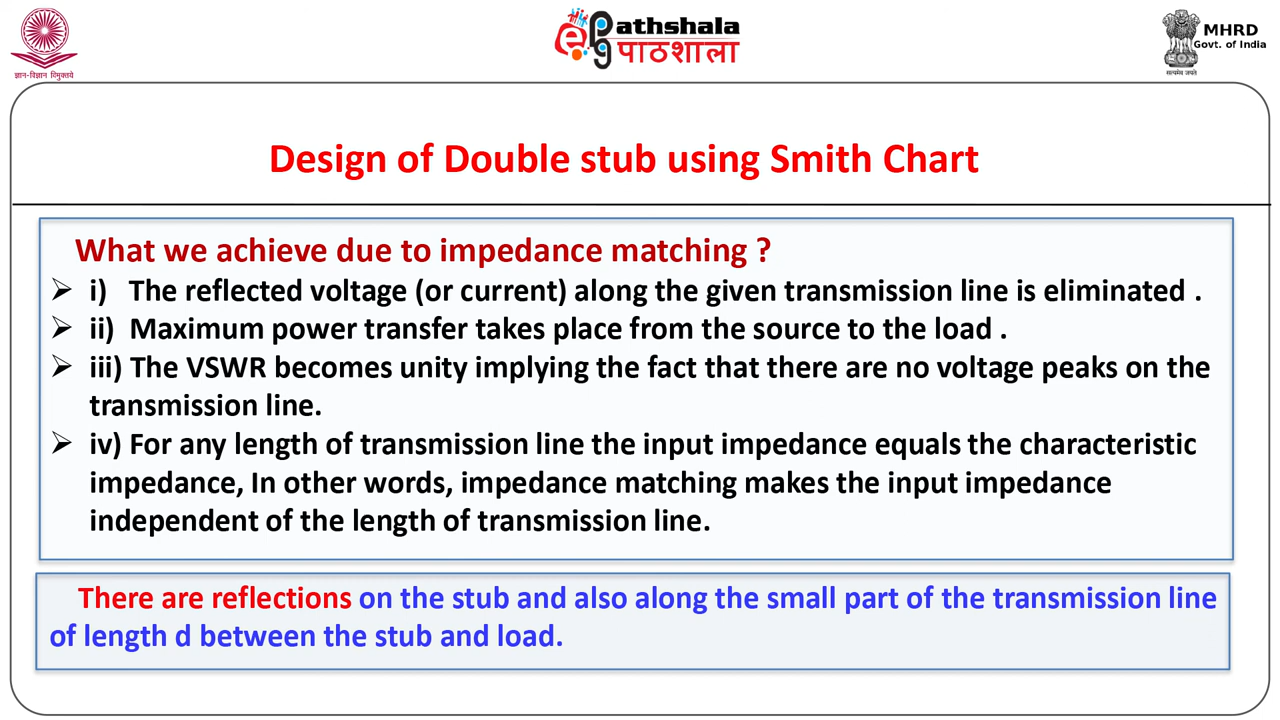 ज्ञान-विज्ञान विमुक्तये
ePathshala
पाठशाला
MHRD
Govt. of India
सत्यमेव जयते
Design of Double stub using Smith Chart
What we achieve due to impedance matching ?
➢ i) The reflected voltage (or current) along the given transmission line is eliminated .
➢ ii) Maximum power transfer takes place from the source to the load .
➢ iii) The VSWR becomes unity implying the fact that there are no voltage peaks on the
transmission line.
➢ iv) For any length of transmission line the input impedance equals the characteristic
impedance, In other words, impedance matching makes the input impedance
independent of the length of transmission line.
There are reflections on the stub and also along the small part of the transmission line
of length d between the stub and load.